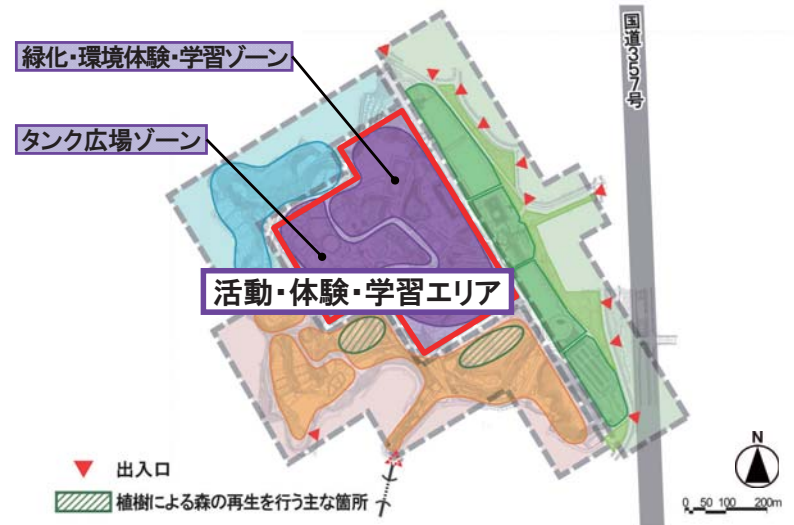 国道357号
緑化・環境体験・学習ゾーン
タンク広場ゾーン
活動・体験・学習エリア
出入口
植樹による森の再生を行う主な箇所
N
0 50 100 200m